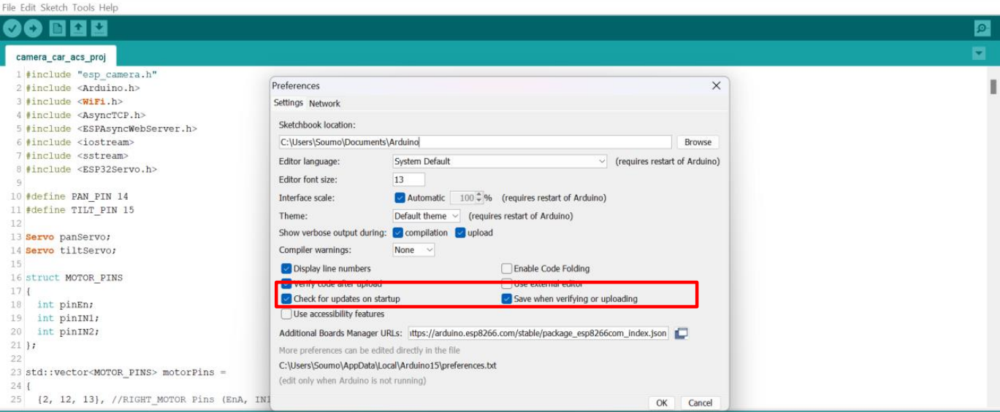 File Edit Sketch Tools Help
camera_car_acs_proj
1 #include "esp_camera.h"
2 #include <Arduino.h>
3 #include <WiFi.h>
4 #include <AsyncTCP.h>
5 #include <ESPAsyncWebServer.h>
6 #include <iostream>
7 #include <sstream>
8 #include <ESP32Servo.h>
9
10 #define PAN_PIN 14
11 #define TILT_PIN 15
12
13 Servo panServo;
14 Servo tiltServo;
15
16 struct MOTOR_PINS
17 {
18 int pinEn;
19 int pinIN1;
20 int pinIN2;
21 };
22
23 std::vector<MOTOR_PINS> motorPins =
24 {
25 {2, 12, 13}, //RIGHT_MOTOR Pins (EnA, IN1
Preferences
Settings Network
Sketchbook location:
C:\Users\Soumo\Documents\Arduino
Browse
Editor language: System Default (requires restart of Arduino)
Editor font size: 13
Interface scale: Automatic 100 % (requires restart of Arduino)
Theme: Default theme (requires restart of Arduino)
Show verbose output during: compilation upload
Compiler warnings: None
Display line numbers Enable Code Folding
Verify code after upload Use external editor
Check for updates on startup Save when verifying or uploading
Use accessibility features
Additional Boards Manager URLs: ttps://arduino.esp8266.com/stable/package_esp8266com_index.json
More preferences can be edited directly in the file
C:\Users\Soumo\AppData\Local\Arduino15\preferences.txt
(edit only when Arduino is not running)
OK Cancel